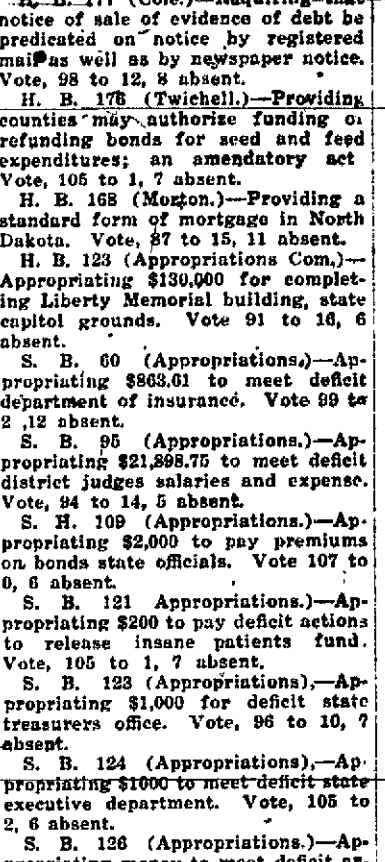 H. B. 177 (Cole.)—Requiring that
notice of sale of evidence of debt be
predicated on notice by registered
mail as well as by newspaper notice.
Vote, 98 to 12, 8 absent.
H. B. 176 (Twichell.)—Providing
counties may authorize funding or
refunding bonds for seed and feed
expenditures; an amendatory act
Vote, 105 to 1, 7 absent.
H. B. 168 (Morton.)—Providing a
standard form of mortgage in North
Dakota. Vote, 87 to 15, 11 absent.
H. B. 123 (Appropriations Com.)—
Appropriating $130,000 for complet-
ing Liberty Memorial building, state
capitol grounds. Vote 91 to 16, 6
absent.
S. B. 60 (Appropriations.)—Ap-
propriating $863.61 to meet deficit
department of insurance. Vote 99 to
2 ,12 absent.
S. B. 95 (Appropriations.)—Ap-
propriating $21,898.75 to meet deficit
district judges salaries and expense.
Vote, 94 to 14, 5 absent.
S. H. 109 (Appropriations.)—Ap-
propriating $2,000 to pay premiums
on bonds state officials. Vote 107 to
0, 6 absent.
S. B. 121 Appropriations.)—Ap-
propriating $200 to pay deficit actions
to release insane patients fund.
Vote, 105 to 1, 7 absent.
S. B. 123 (Appropriations),—Ap-
propriating $1,000 for deficit state
treasurers office. Vote, 96 to 10, 7
absent.
S. B. 124 (Appropriations),—Ap-
propriating $1000 to meet deficit state
executive department. Vote, 105 to
2, 6 absent.
S. B. 126 (Appropriations.)—Ap-
propriating money to meet deficit